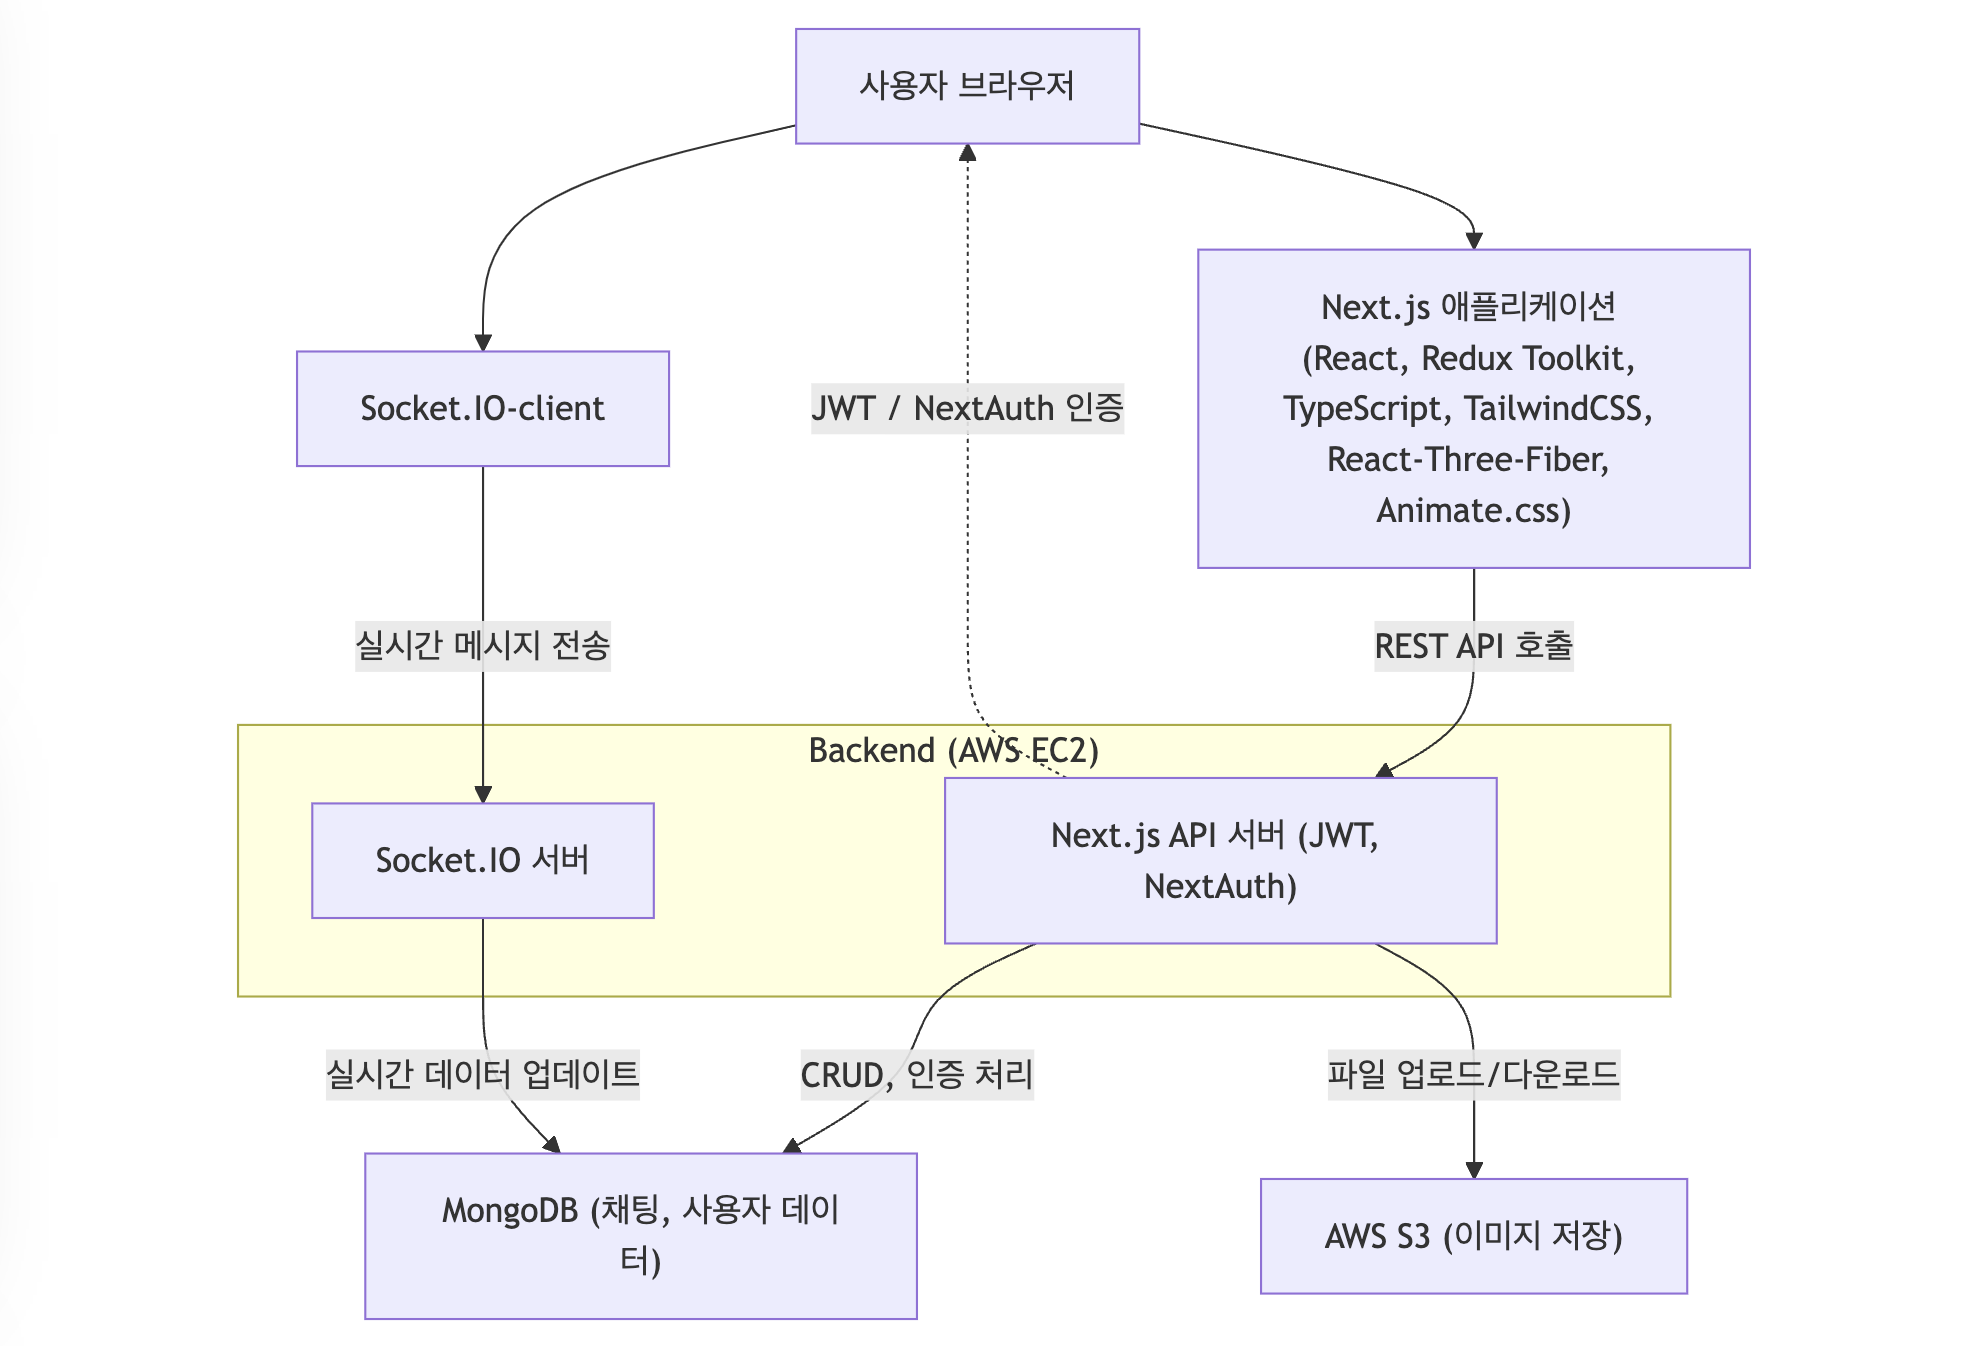 사용자 브라우저
Next.js 애플리케이션
(React, Redux Toolkit,
TypeScript, TailwindCSS,
React-Three-Fiber,
Animate.css)
Socket.IO-client
JWT / NextAuth 인증
실시간 메시지 전송
REST API 호출
Backend (AWS EC2)
Socket.IO 서버
Next.js API 서버 (JWT,
NextAuth)
실시간 데이터 업데이트
CRUD, 인증 처리
파일 업로드/다운로드
MongoDB (채팅, 사용자 데이
터)
AWS S3 (이미지 저장)